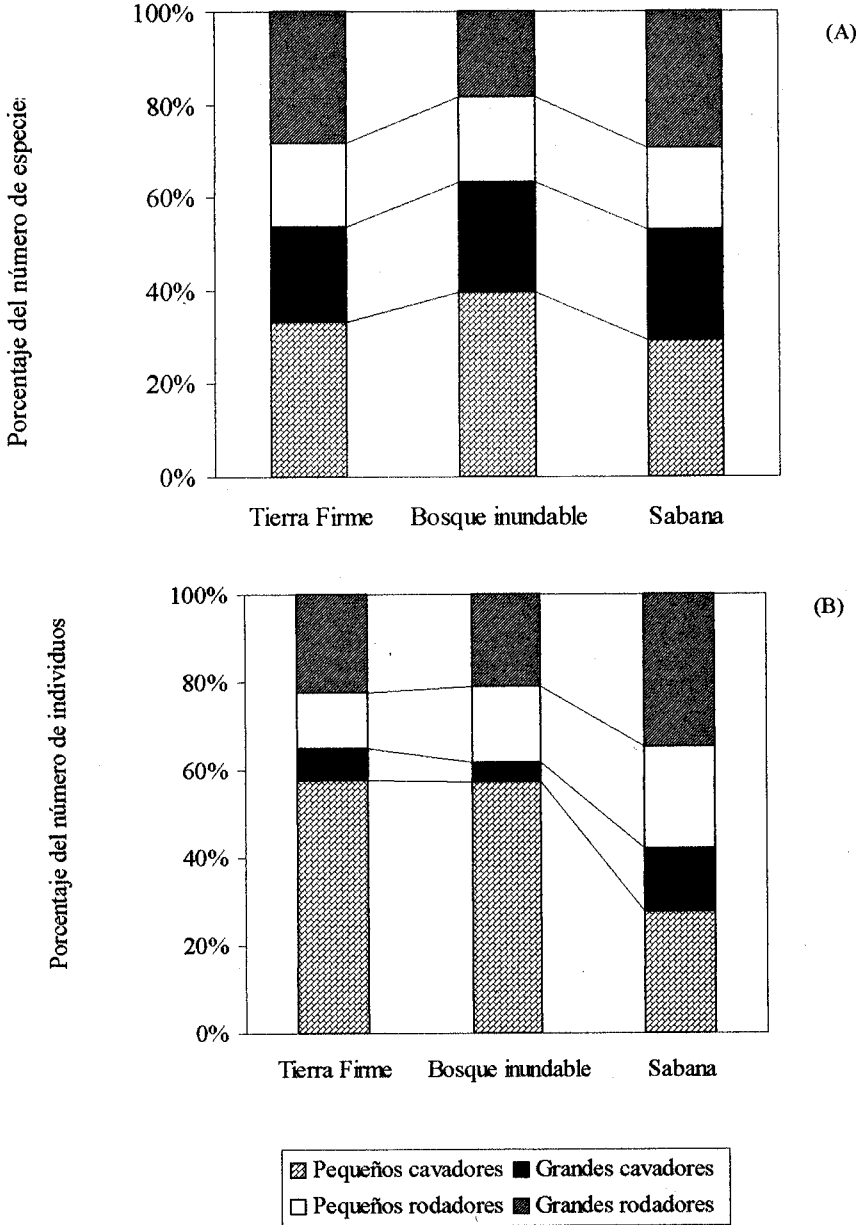 (A)
Porcentaje del número de especie:
100%
80%
60%
40%
20%
0%
Tierra Firme Bosque inundable Sabana
(B)
Porcentaje del número de individuos
100%
80%
60%
40%
20%
0%
Tierra Firme Bosque inundable Sabana
Pequeños cavadores Grandes cavadores
Pequeños rodadores Grandes rodadores